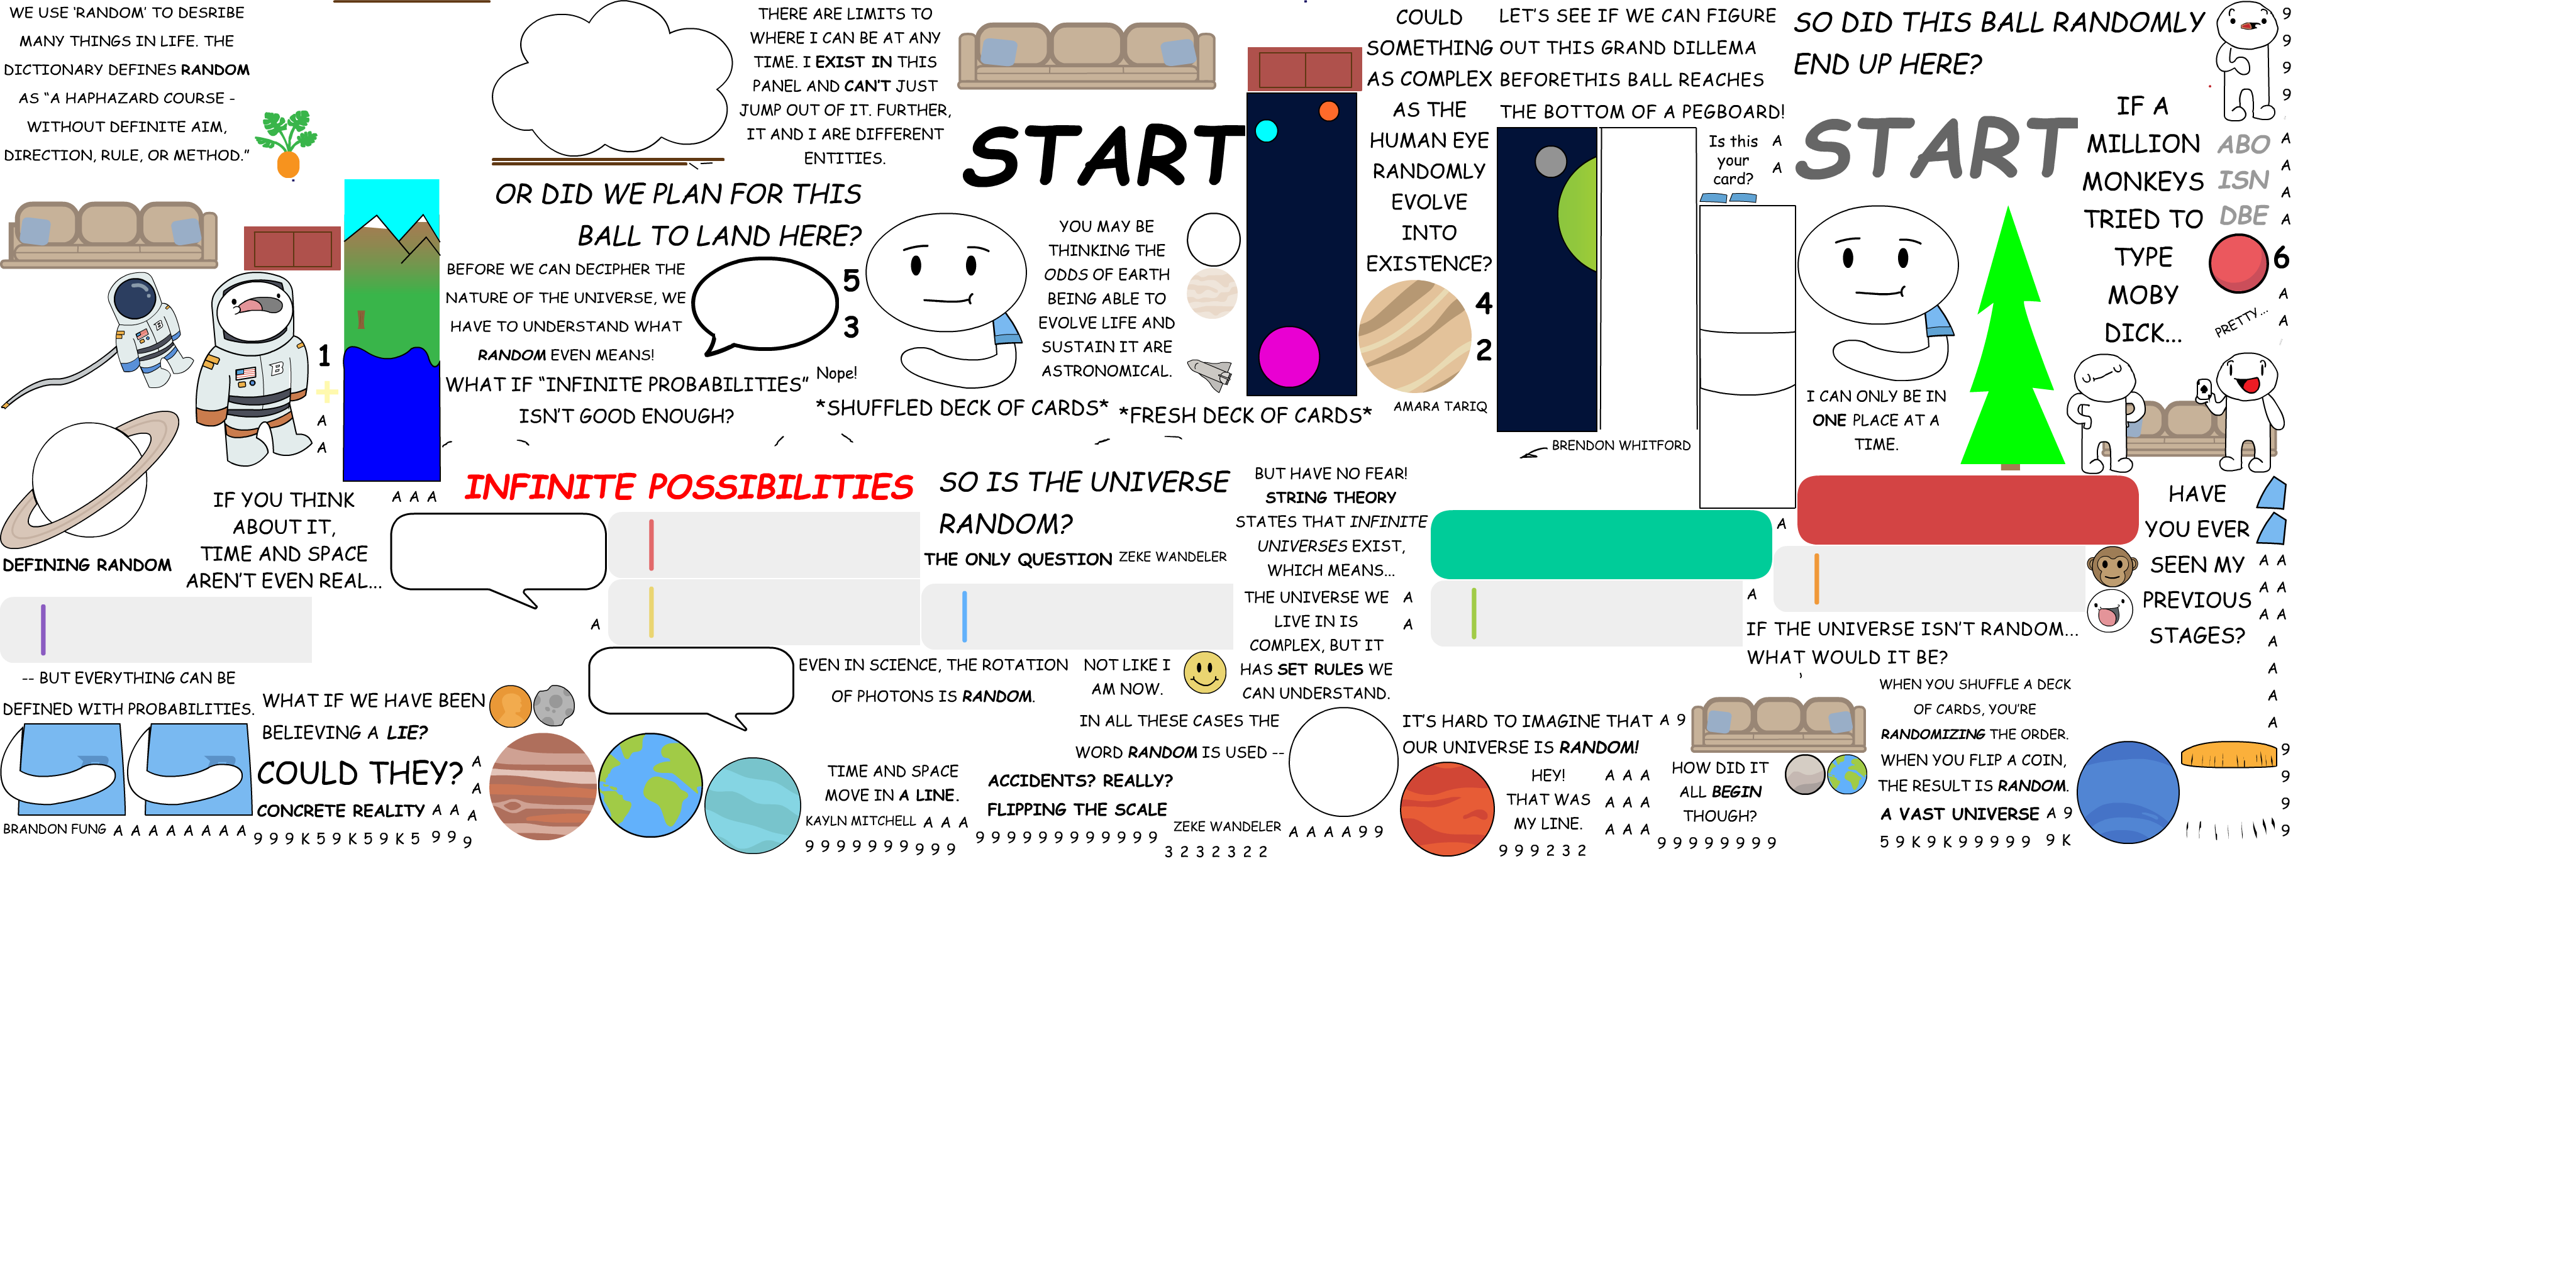 WE USE ‘RANDOM’ TO DESRIBE
MANY THINGS IN LIFE. THE
DICTIONARY DEFINES RANDOM
AS “A HAPHAZARD COURSE -
WITHOUT DEFINITE AIM,
DIRECTION, RULE, OR METHOD.”
THERE ARE LIMITS TO
WHERE I CAN BE AT ANY
TIME. I EXIST IN THIS
PANEL AND CAN’T JUST
JUMP OUT OF IT. FURTHER,
IT AND I ARE DIFFERENT
ENTITIES.
START
COULD
SOMETHING
AS COMPLEX
AS THE
HUMAN EYE
RANDOMLY
EVOLVE
INTO
EXISTENCE?
LET’S SEE IF WE CAN FIGURE
OUT THIS GRAND DILLEMA
BEFORETHIS BALL REACHES
THE BOTTOM OF A PEGBOARD!
Is this
your
card?
A
A
SO DID THIS BALL RANDOMLY
END UP HERE?
START
IF A
MILLION
MONKEYS
TRIED TO
TYPE
MOBY
DICK...
9
9
9
9
ABO
ISN
DBE
A
A
A
A
6
A
A
PRETTY...
OR DID WE PLAN FOR THIS
BALL TO LAND HERE?
BEFORE WE CAN DECIPHER THE
NATURE OF THE UNIVERSE, WE
HAVE TO UNDERSTAND WHAT
RANDOM EVEN MEANS!
5
3
YOU MAY BE
THINKING THE
ODDS OF EARTH
BEING ABLE TO
EVOLVE LIFE AND
SUSTAIN IT ARE
ASTRONOMICAL.
4
2
1
+
A
A
WHAT IF “INFINITE PROBABILITIES”
ISN’T GOOD ENOUGH?
Nope!
*SHUFFLED DECK OF CARDS*
*FRESH DECK OF CARDS*
AMARA TARIQ
BRENDON WHITFORD
I CAN ONLY BE IN
ONE PLACE AT A
TIME.
DEFINING RANDOM
IF YOU THINK
ABOUT IT,
TIME AND SPACE
AREN’T EVEN REAL...
A A A
INFINITE POSSIBILITIES
A
SO IS THE UNIVERSE
RANDOM?
THE ONLY QUESTION
ZEKE WANDELER
BUT HAVE NO FEAR!
STRING THEORY
STATES THAT INFINITE
UNIVERSES EXIST,
WHICH MEANS...
THE UNIVERSE WE
LIVE IN IS
COMPLEX, BUT IT
HAS SET RULES WE
CAN UNDERSTAND.
A
A
A
A
HAVE
YOU EVER
SEEN MY
PREVIOUS
STAGES?
A A
A A
A A
A
A
A
A
IF THE UNIVERSE ISN’T RANDOM...
WHAT WOULD IT BE?
-- BUT EVERYTHING CAN BE
DEFINED WITH PROBABILITIES.
WHAT IF WE HAVE BEEN
BELIEVING A LIE?
COULD THEY?
A
A
A
CONCRETE REALITY
A A
BRANDON FUNG
A A A A A A A A
9 9 9 K 5 9 K 5 9 K 5
9 9
9
EVEN IN SCIENCE, THE ROTATION
OF PHOTONS IS RANDOM.
NOT LIKE I
AM NOW.
TIME AND SPACE
MOVE IN A LINE.
KAYLN MITCHELL
A A A
9 9 9 9 9 9 9 9 9 9
IN ALL THESE CASES THE
WORD RANDOM IS USED --
ACCIDENTS? REALLY?
FLIPPING THE SCALE
9 9 9 9 9 9 9 9 9 9 9 9
ZEKE WANDELER
3 2 3 2 3 2 2
A A A A 9 9
IT’S HARD TO IMAGINE THAT
OUR UNIVERSE IS RANDOM!
A 9
HEY!
THAT WAS
MY LINE.
A A A
A A A
A A A
9 9 9 2 3 2
HOW DID IT
ALL BEGIN
THOUGH?
9 9 9 9 9 9 9 9
WHEN YOU SHUFFLE A DECK
OF CARDS, YOU’RE
RANDOMIZING THE ORDER.
WHEN YOU FLIP A COIN,
THE RESULT IS RANDOM.
A VAST UNIVERSE
A 9
5 9 K 9 K 9 9 9 9 9
9 K
9
9
9
9